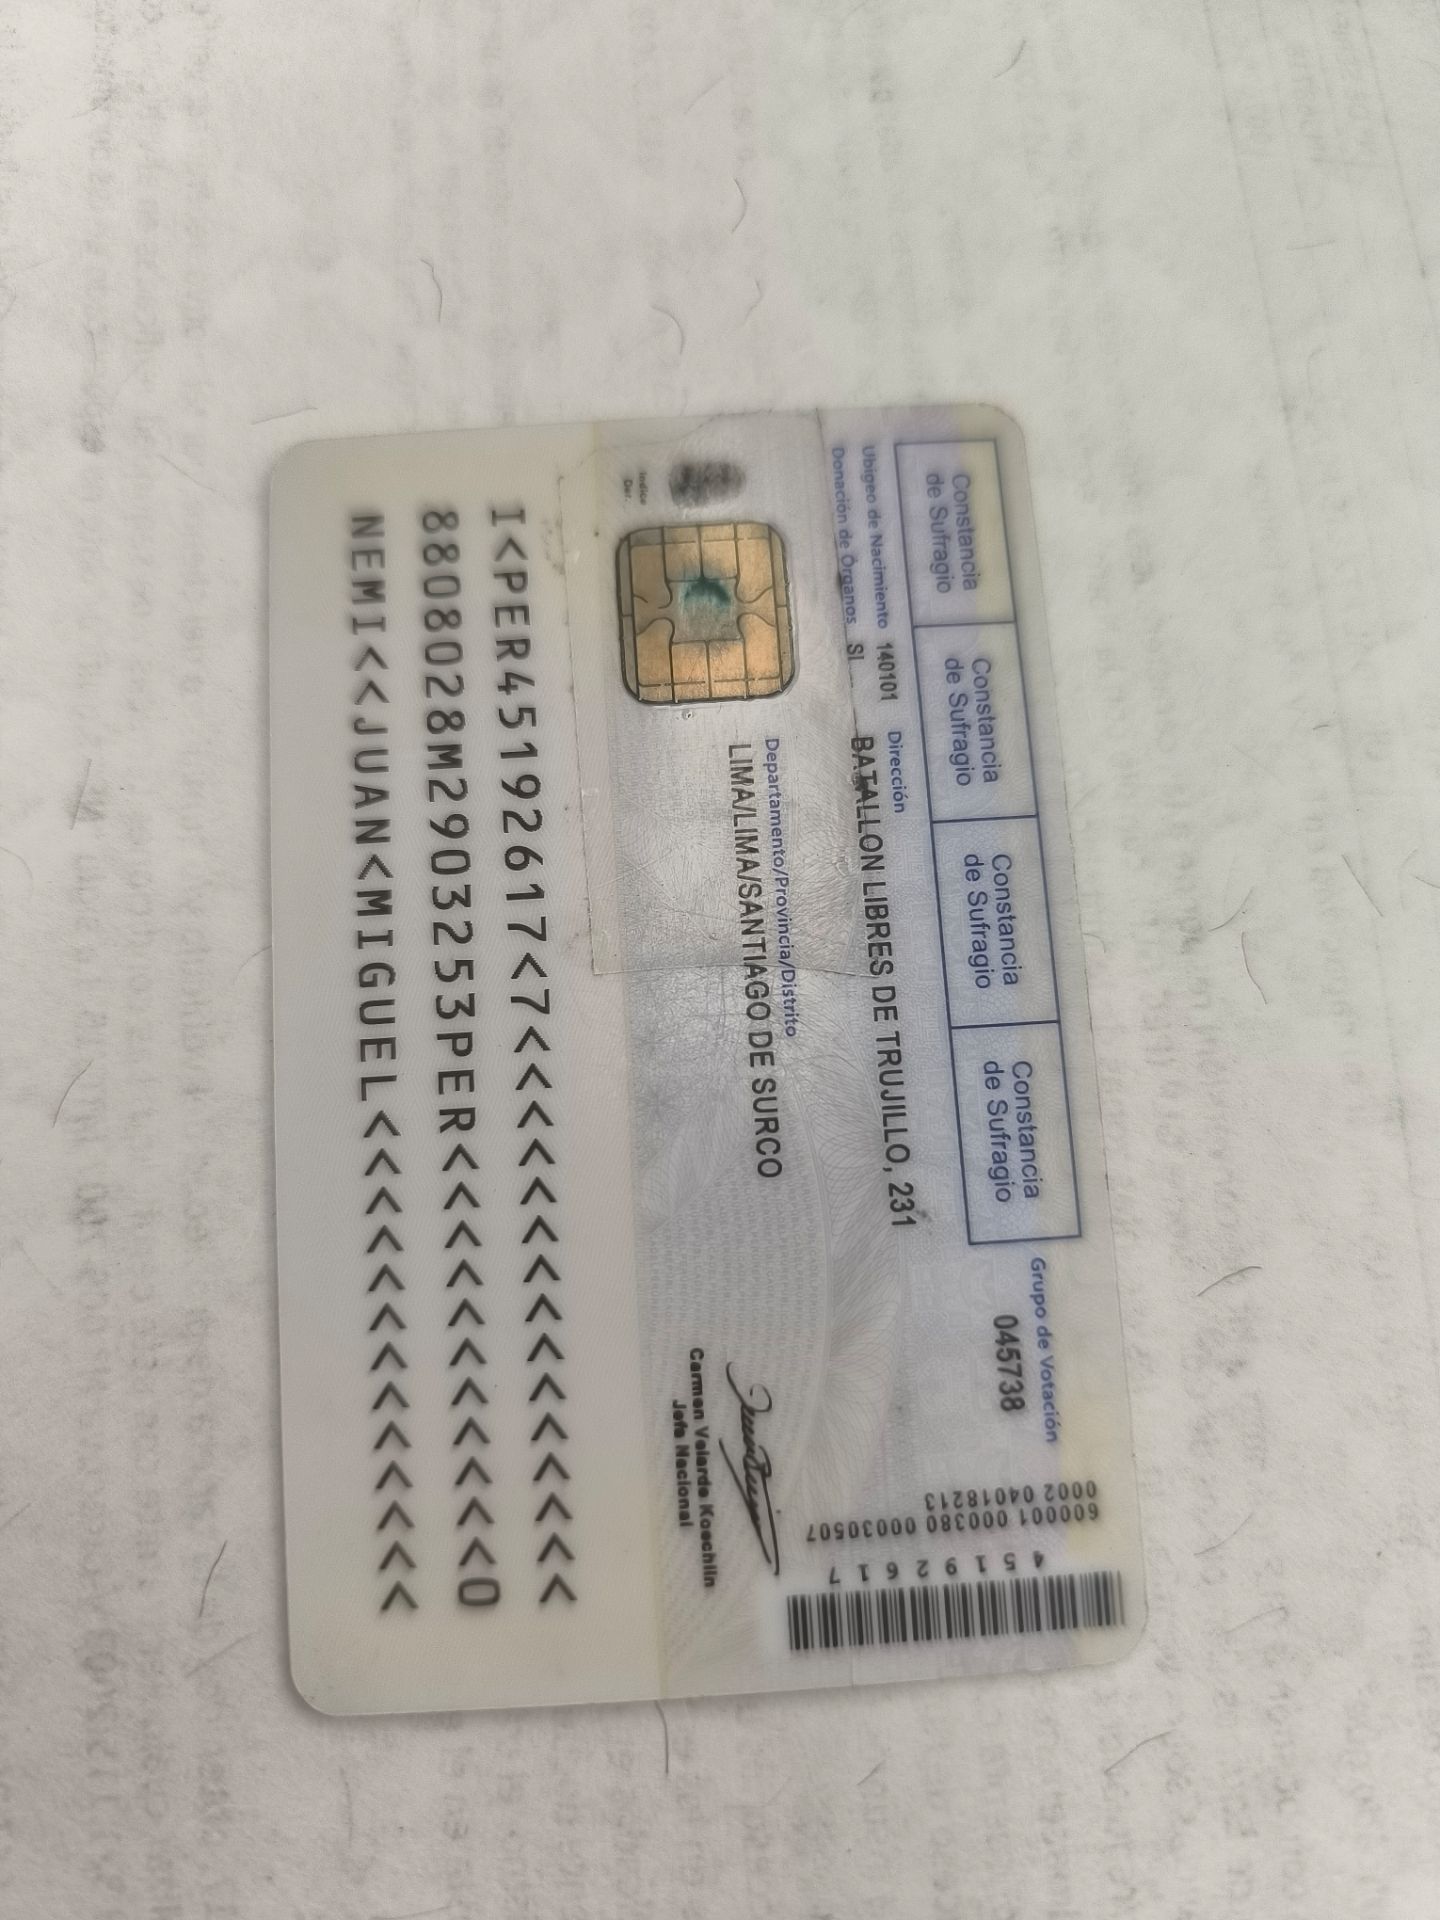 Constancia
de Sufragio
Constancia
de Sufragio
Constancia
de Sufragio
Constancia
de Sufragio
Grupo de Votación
045738
Ubigeo de Nacimiento 140101
Donación de Órganos SI
Dirección
BATALLON LIBRES DE TRUJILLO, 231
Departamento/Provincia/Distrito
LIMA/LIMA/SANTIAGO DE SURCO
Indice
Der.
Carmen Velarde Koechlin
Jefa Nacional
0002 04018213
600001 000380 00030507
4 5 1 9 2 6 1 7
I<PER45192617<7<<<<<<<<<<<<<<<
8808028M2903253PER<<<<<<<<<<<0
NEMI<<JUAN<MIGUEL<<<<<<<<<<<<<